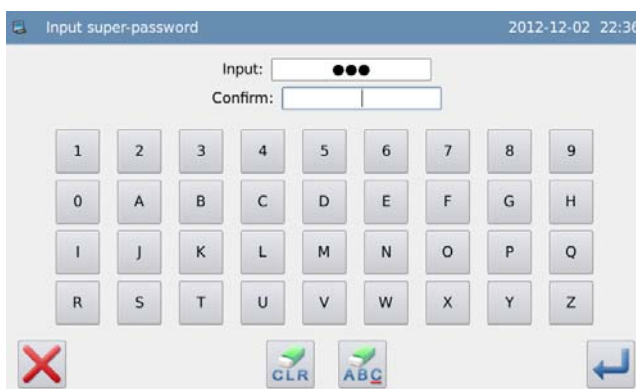 Input super-password 2012-12-02 22:36
Input: ●●●
Confirm:
1 2 3 4 5 6 7 8 9
0 A B C D E F G H
I J K L M N O P Q
R S T U V W X Y Z
CLR ABC